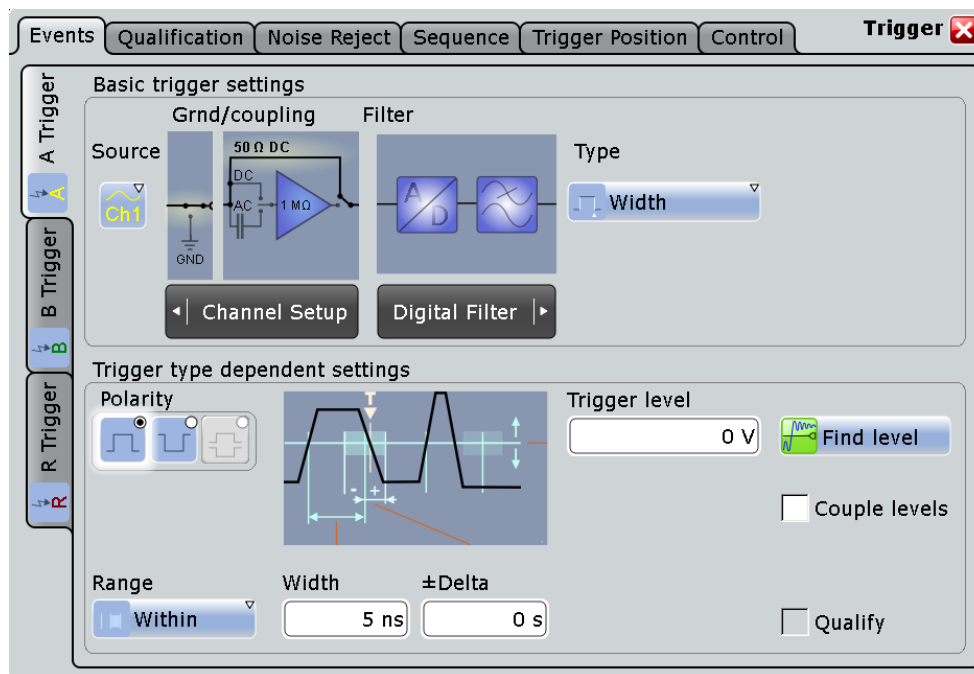 Events Qualification Noise Reject Sequence Trigger Position Control Trigger
A Trigger
A
B Trigger
B
R Trigger
R
Basic trigger settings
Grnd/coupling Filter
Source
Ch1
GND
50 Ω DC
DC
AC
1 MΩ
A
D
Type
Width
Channel Setup
Digital Filter
Trigger type dependent settings
Polarity
T
- +
Trigger level
0 V
Find level
Couple levels
Range Width ±Delta
Within 5 ns 0 s
Qualify